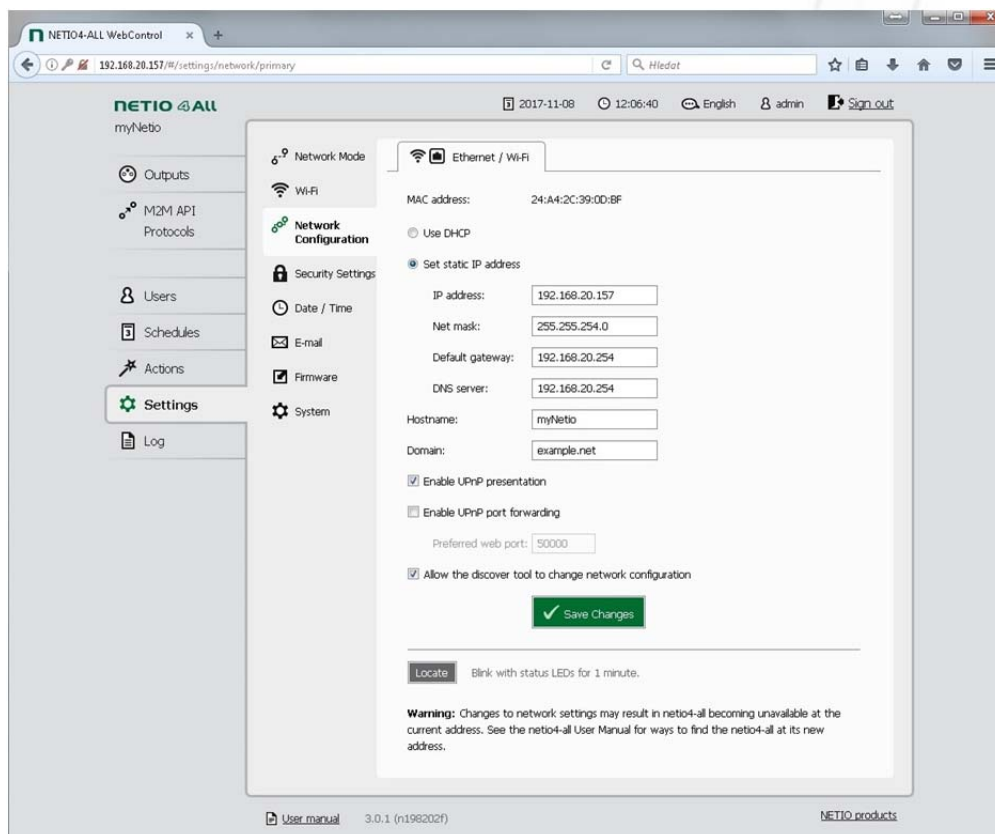 NETIO4-ALL WebControl
192.168.20.157/#/settings/network/primary
Hledat
NETIO 4All
2017-11-08 12:06:40 English admin Sign out
myNetio
Outputs
M2M API
Protocols
Users
Schedules
Actions
Settings
Log
Network Mode
Wi-Fi
Network
Configuration
Security Settings
Date / Time
E-mail
Firmware
System
Ethernet / Wi-Fi
MAC address: 24:A4:2C:39:0D:BF
Use DHCP
Set static IP address
IP address: 192.168.20.157
Net mask: 255.255.254.0
Default gateway: 192.168.20.254
DNS server: 192.168.20.254
Hostname: myNetio
Domain: example.net
Enable UPnP presentation
Enable UPnP port forwarding
Preferred web port: 50000
Allow the discover tool to change network configuration
Save Changes
Locate Blink with status LEDs for 1 minute.
Warning: Changes to network settings may result in netio4-all becoming unavailable at the
current address. See the netio4-all User Manual for ways to find the netio4-all at its new
address.
User manual 3.0.1 (n198202f) NETIO products